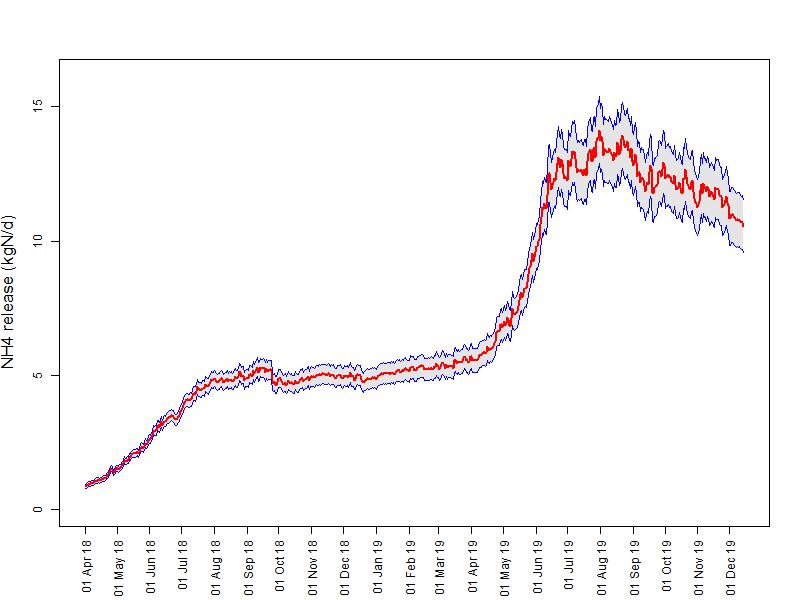 NH4 release (kgN/d)
15
10
5
0
01 Apr 18
01 May 18
01 Jun 18
01 Jul 18
01 Aug 18
01 Sep 18
01 Oct 18
01 Nov 18
01 Dec 18
01 Jan 19
01 Feb 19
01 Mar 19
01 Apr 19
01 May 19
01 Jun 19
01 Jul 19
01 Aug 19
01 Sep 19
01 Oct 19
01 Nov 19
01 Dec 19